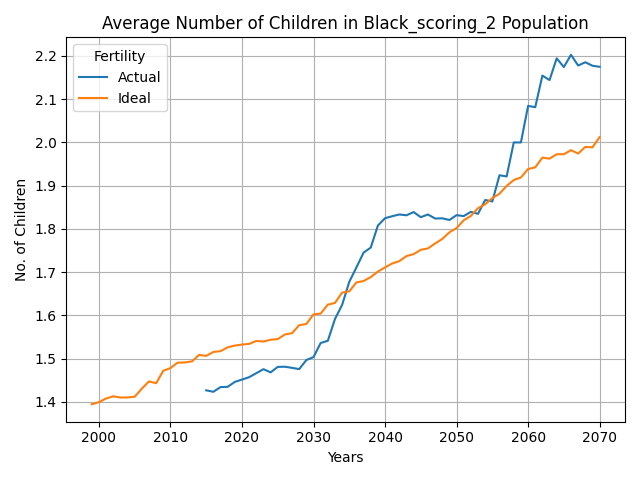 Average Number of Children in Black_scoring_2 Population
Fertility
Actual
Ideal
No. of Children
2.2
2.1
2.0
1.9
1.8
1.7
1.6
1.5
1.4
2000 2010 2020 2030 2040 2050 2060 2070
Years